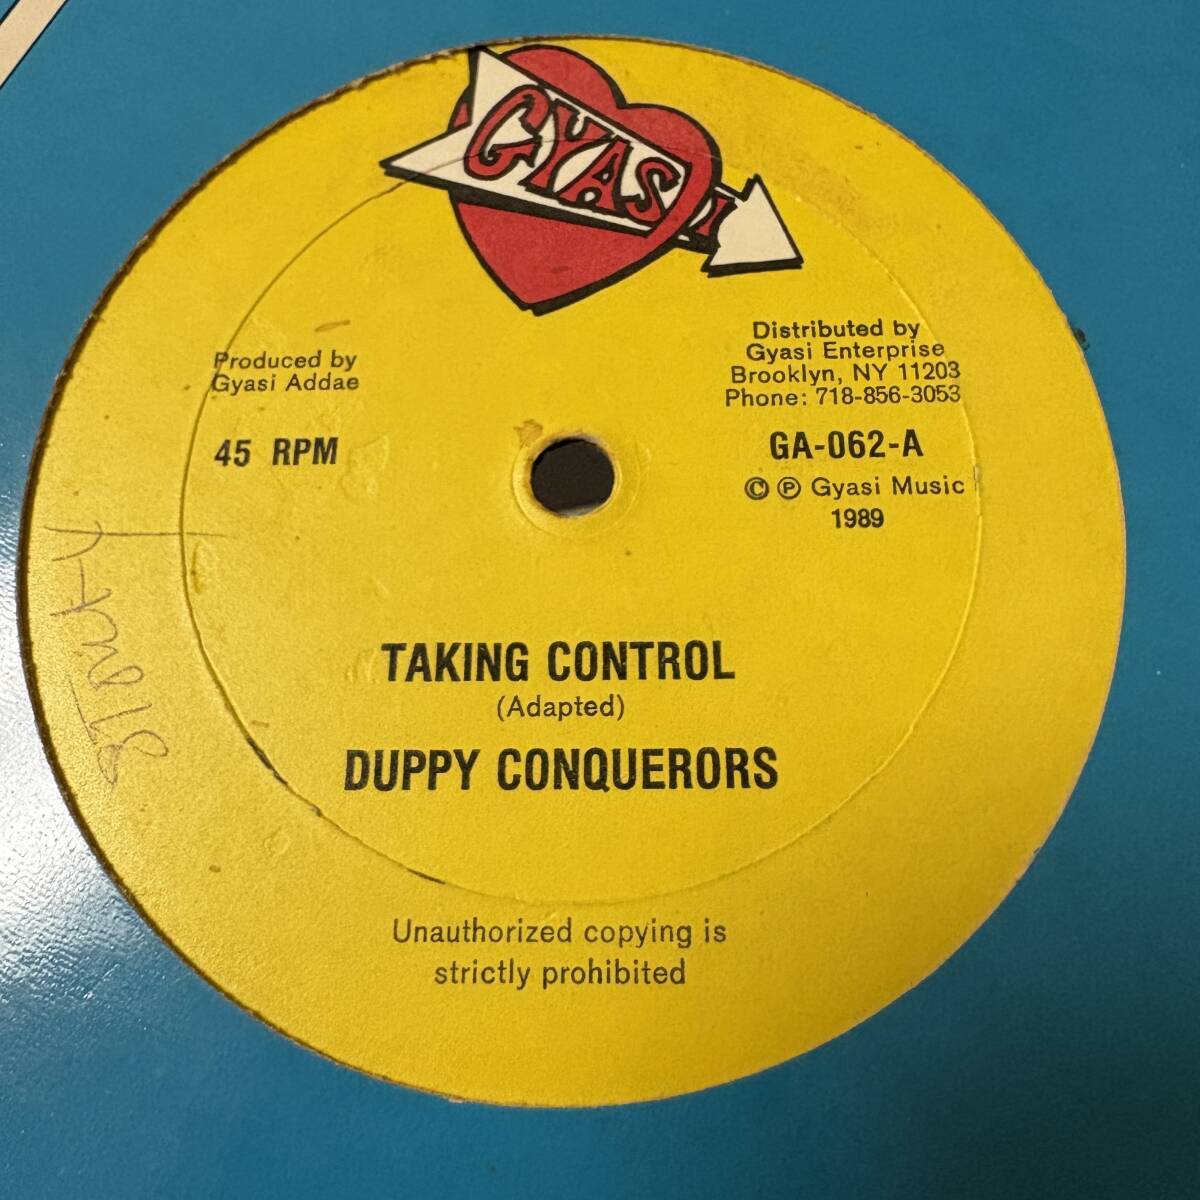 GYASI
Produced by
Gyasi Addae
45 RPM
Distributed by
Gyasi Enterprise
Brooklyn, NY 11203
Phone: 718-856-3053
GA-062-A
© ℗ Gyasi Music
1989
TAKING CONTROL
(Adapted)
DUPPY CONQUERORS
Unauthorized copying is
strictly prohibited